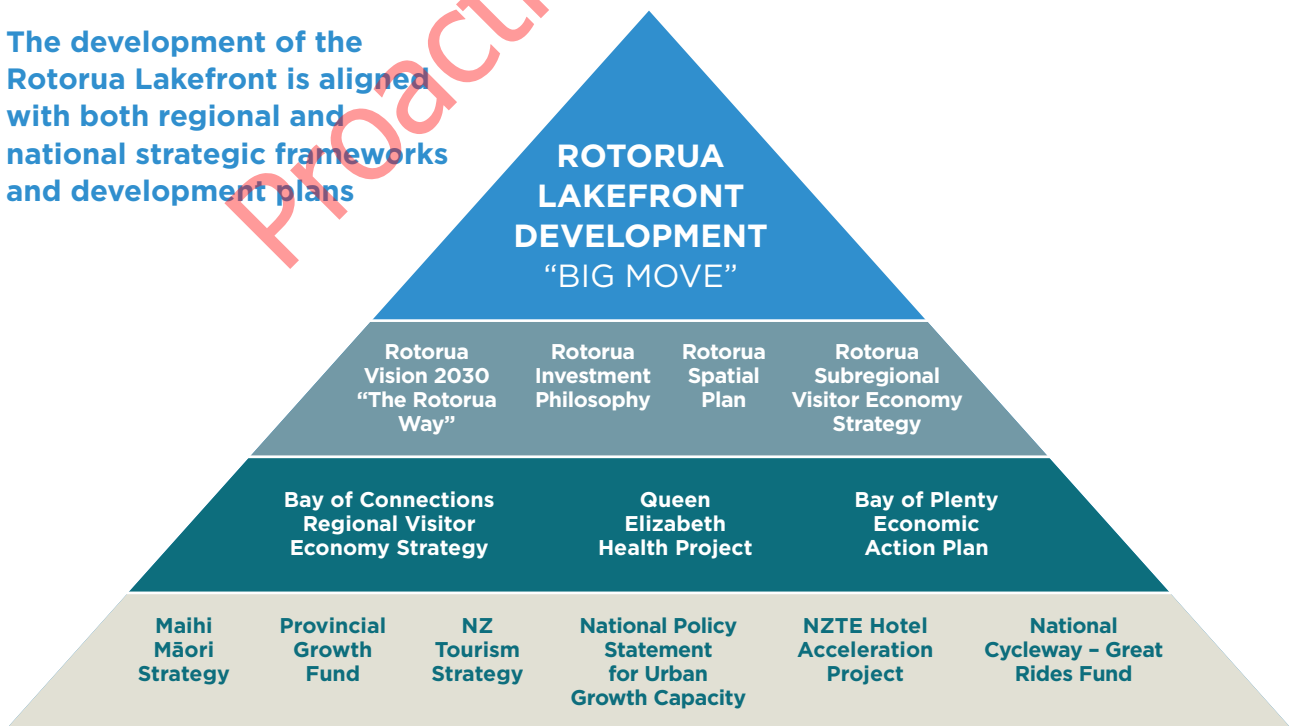 The development of the
Rotorua Lakefront is aligned
with both regional and
national strategic frameworks
and development plans
Proacti
ROTORUA
LAKEFRONT
DEVELOPMENT
“BIG MOVE”
Rotorua
Vision 2030
“The Rotorua
Way”
Rotorua
Investment
Philosophy
Rotorua
Spatial
Plan
Rotorua
Subregional
Visitor Economy
Strategy
Bay of Connections
Regional Visitor
Economy Strategy
Queen
Elizabeth
Health Project
Bay of Plenty
Economic
Action Plan
Maihi
Māori
Strategy
Provincial
Growth
Fund
NZ
Tourism
Strategy
National Policy
Statement
for Urban
Growth Capacity
NZTE Hotel
Acceleration
Project
National
Cycleway – Great
Rides Fund